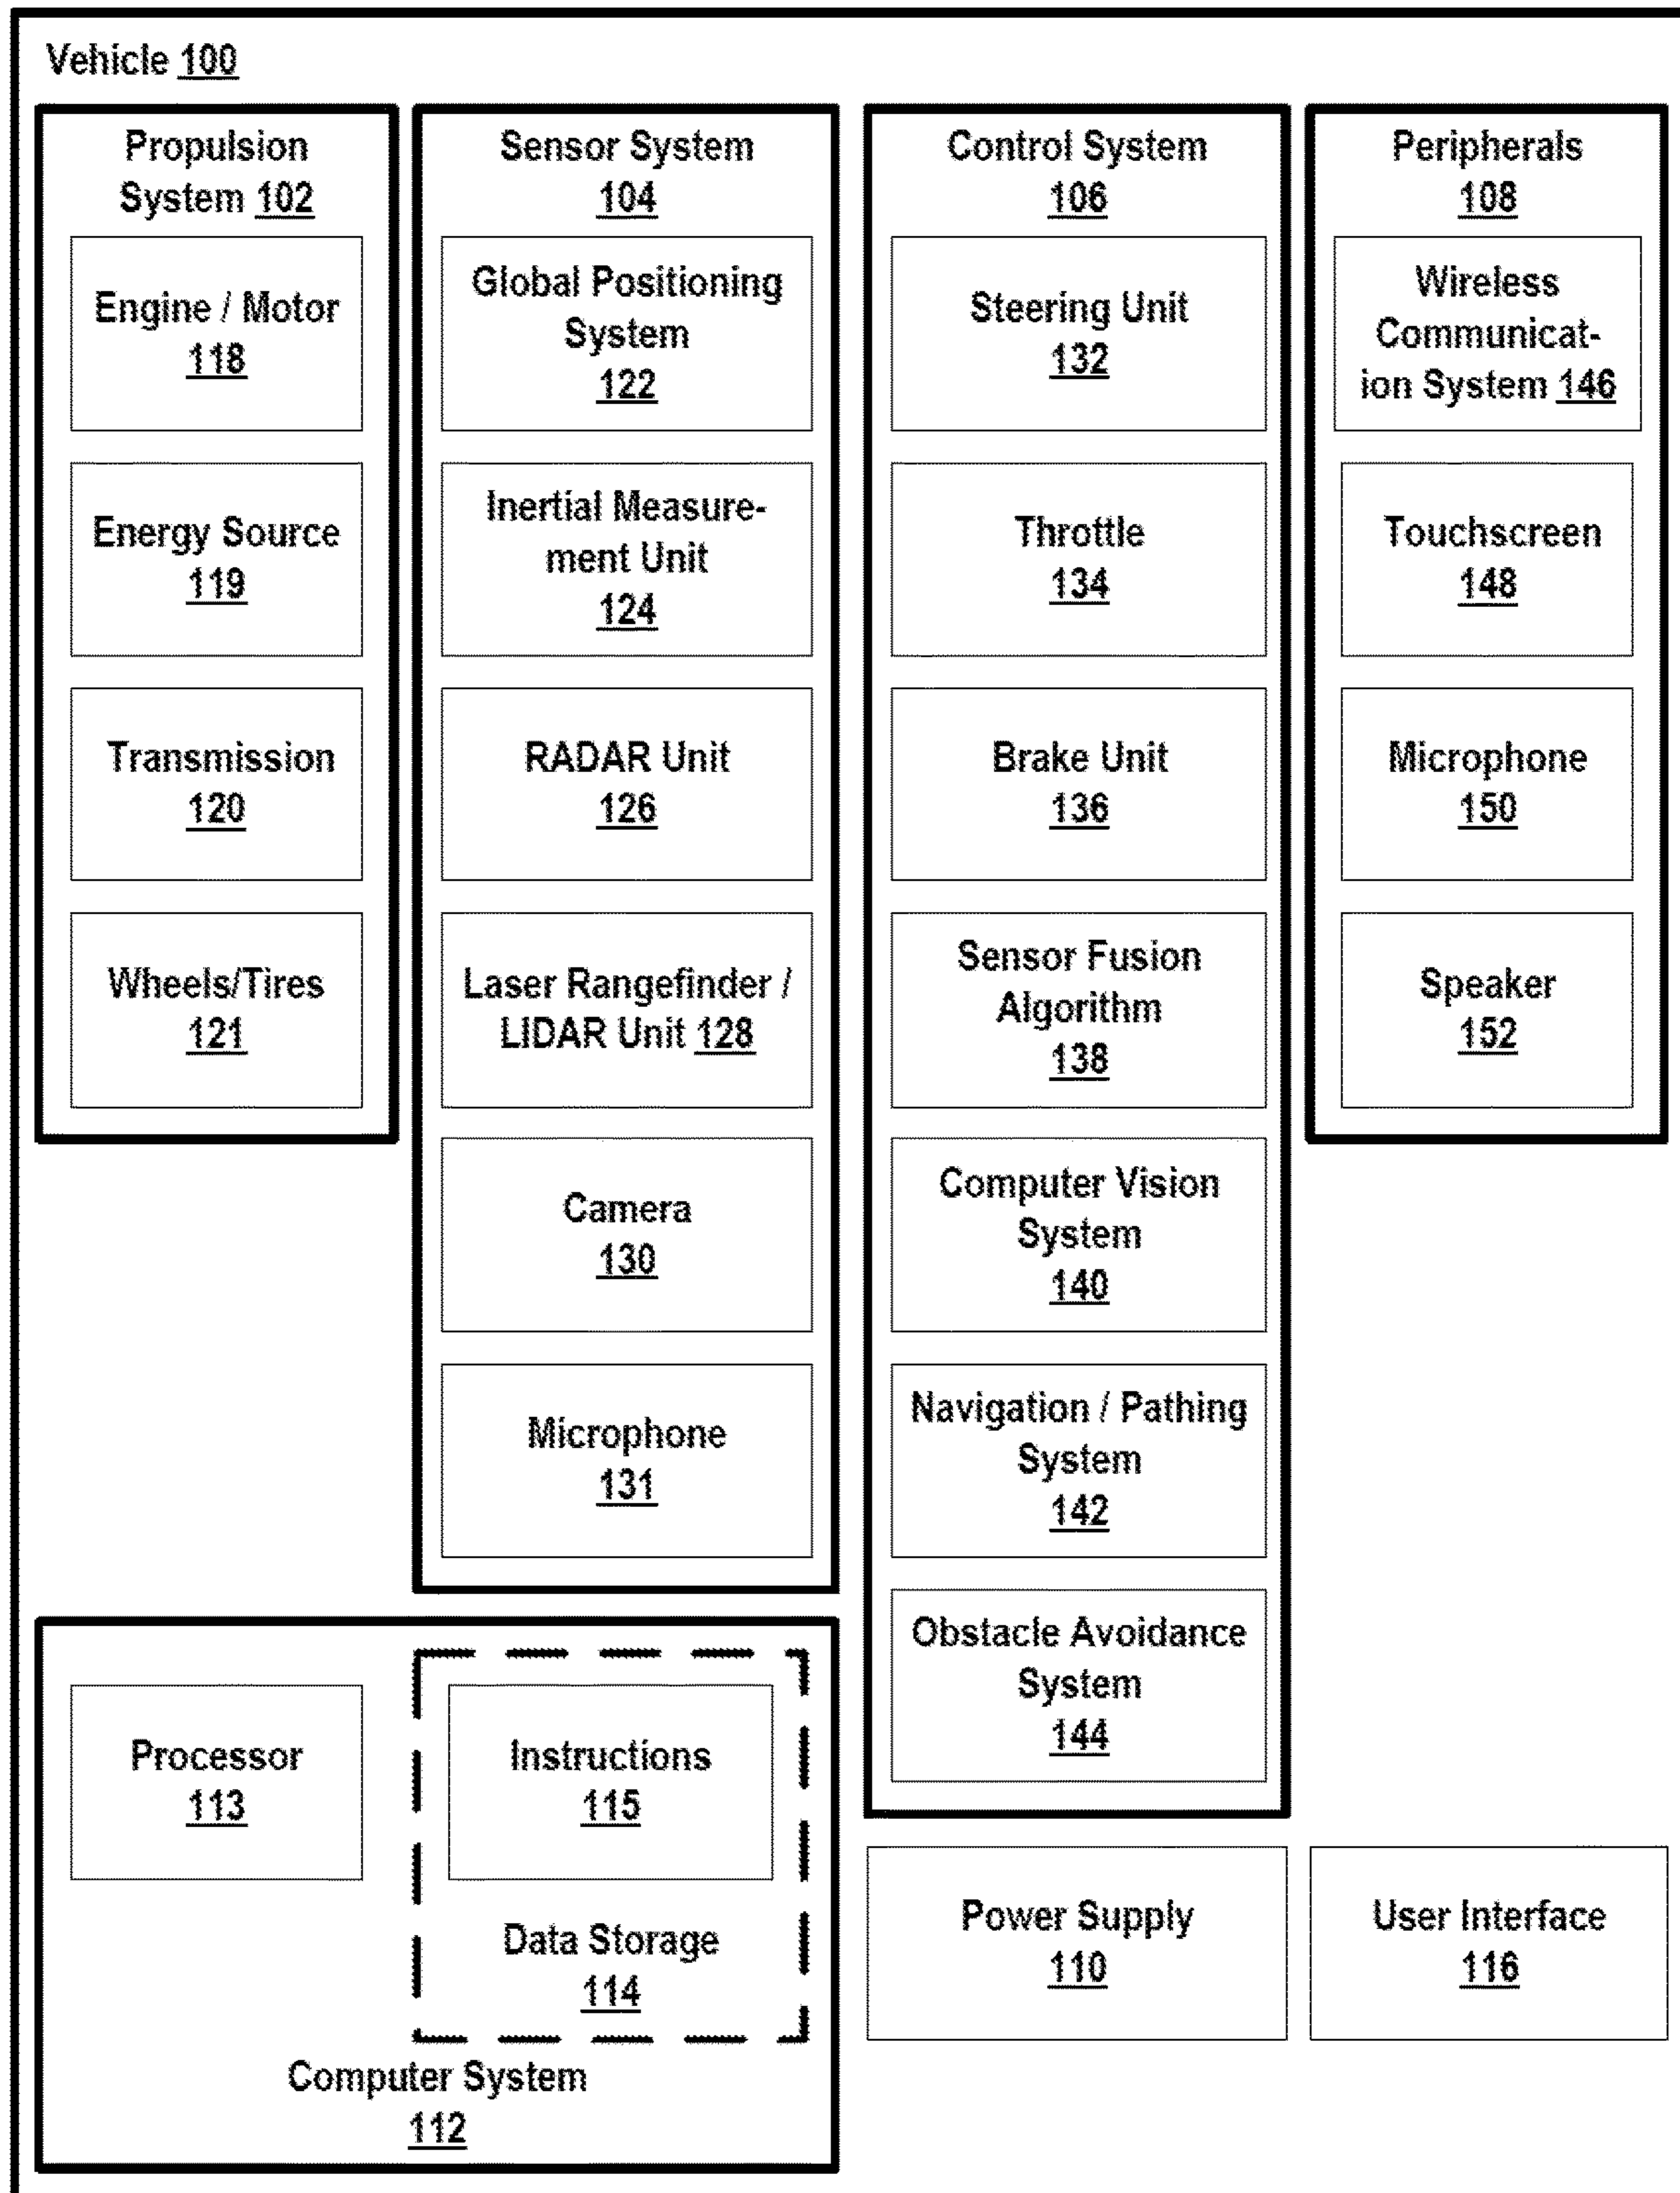 Vehicle 100
Propulsion
System 102
Engine / Motor
118
Energy Source
119
Transmission
120
Wheels/Tires
121
Sensor System
104
Global Positioning
System
122
Inertial Measure-
ment Unit
124
RADAR Unit
126
Laser Rangefinder /
LIDAR Unit 128
Camera
130
Microphone
131
Control System
106
Steering Unit
132
Throttle
134
Brake Unit
136
Sensor Fusion
Algorithm
138
Computer Vision
System
140
Navigation / Pathing
System
142
Obstacle Avoidance
System
144
Peripherals
108
Wireless
Communicat-
ion System 146
Touchscreen
148
Microphone
150
Speaker
152
Processor
113
Instructions
115
Data Storage
114
Computer System
112
Power Supply
110
User Interface
116